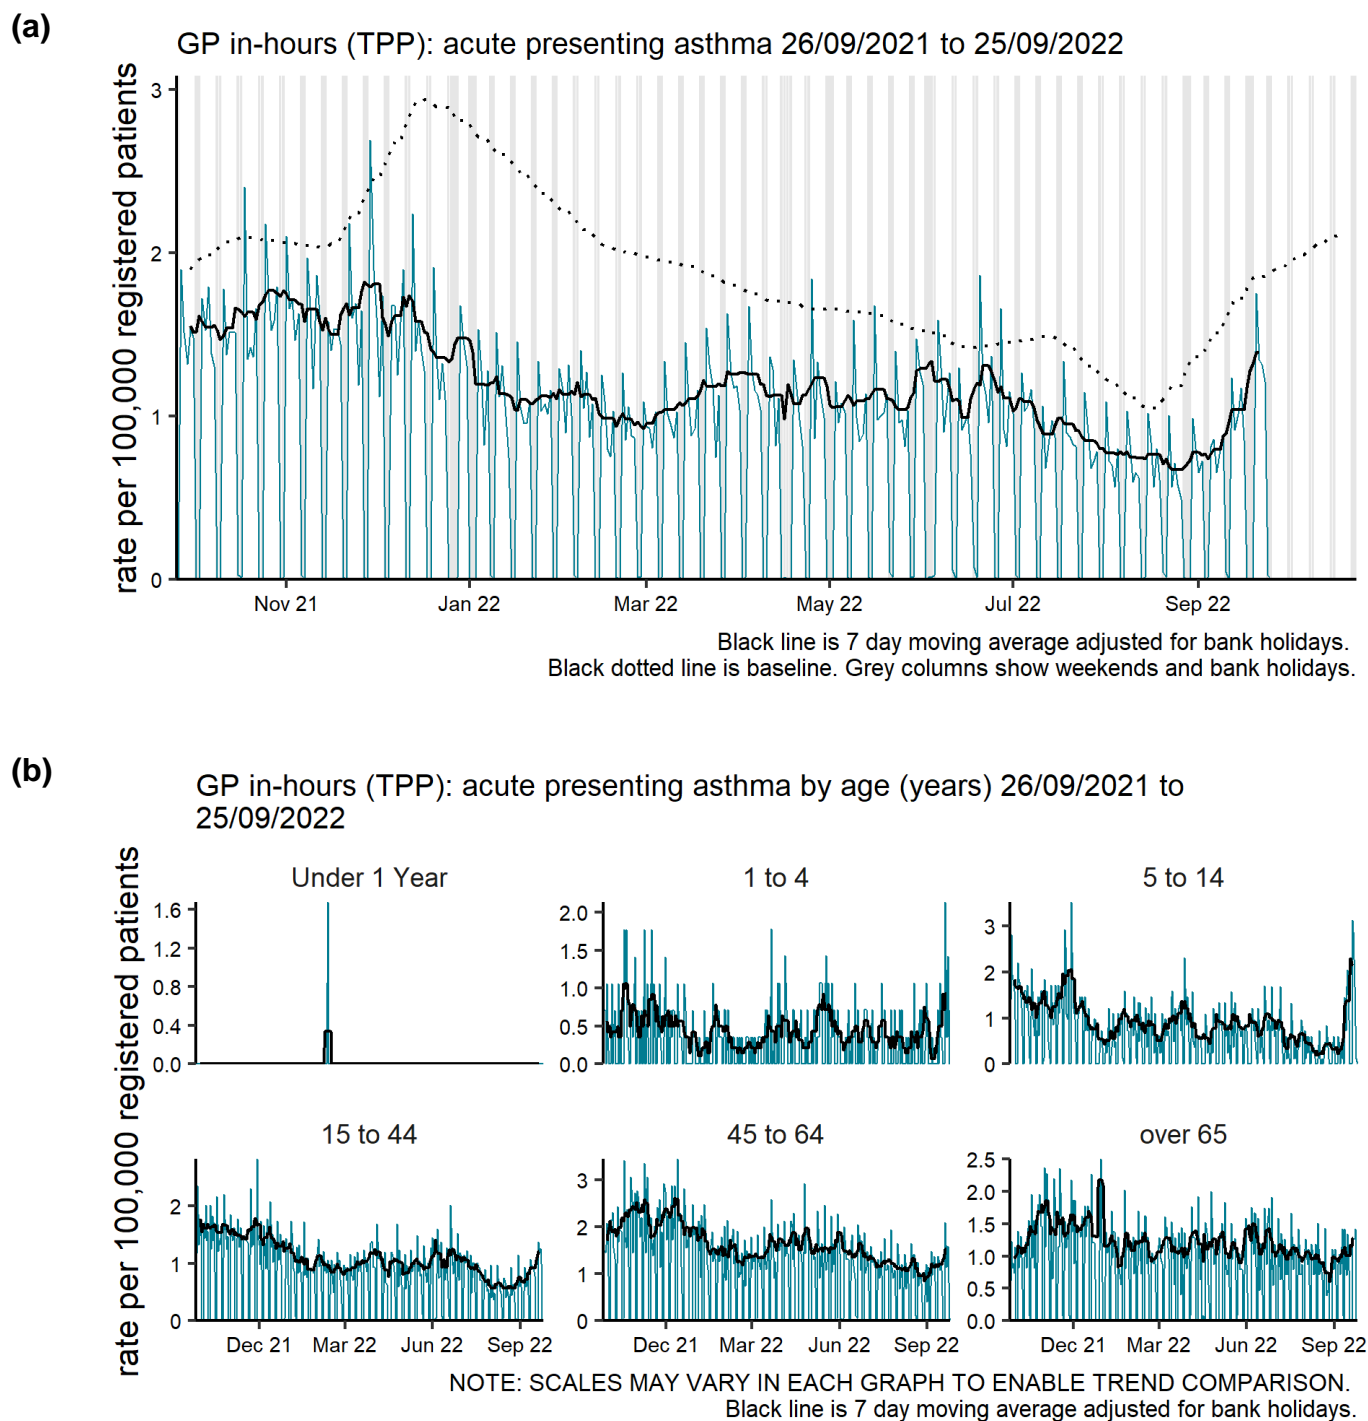 (a)
GP in-hours (TPP): acute presenting asthma 26/09/2021 to 25/09/2022
rate per 100,000 registered patients
3
2
1
0
Nov 21 Jan 22 Mar 22 May 22 Jul 22 Sep 22
Black line is 7 day moving average adjusted for bank holidays.
Black dotted line is baseline. Grey columns show weekends and bank holidays.
(b)
GP in-hours (TPP): acute presenting asthma by age (years) 26/09/2021 to
25/09/2022
rate per 100,000 registered patients
Under 1 Year
1.6
1.2
0.8
0.4
0.0
1 to 4
2.0
1.5
1.0
0.5
0.0
5 to 14
3
2
1
0
15 to 44
2
1
0
Dec 21 Mar 22 Jun 22 Sep 22
45 to 64
3
2
1
0
Dec 21 Mar 22 Jun 22 Sep 22
over 65
2.5
2.0
1.5
1.0
0.5
0.0
Dec 21 Mar 22 Jun 22 Sep 22
NOTE: SCALES MAY VARY IN EACH GRAPH TO ENABLE TREND COMPARISON.
Black line is 7 day moving average adjusted for bank holidays.